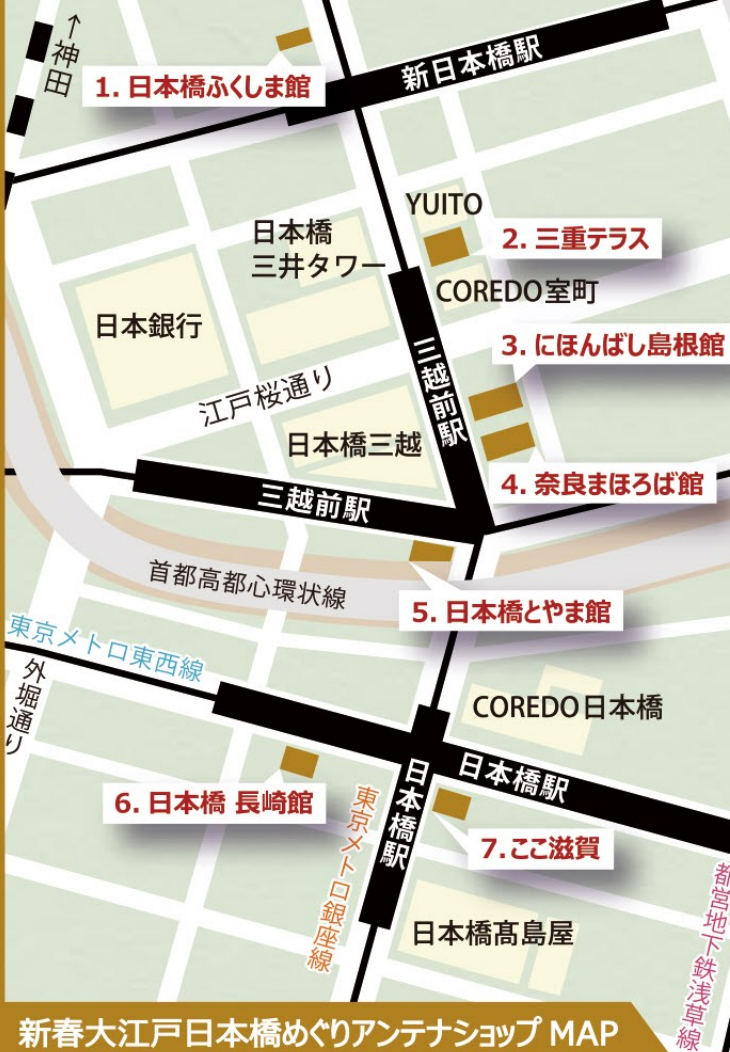 ↑神田
1. 日本橋ふくしま館
新日本橋駅
YUITO
日本橋
三井タワー
2. 三重テラス
COREDO室町
日本銀行
3. にほんばし島根館
三越前駅
江戸桜通り
日本橋三越
4. 奈良まほろば館
三越前駅
首都高都心環状線
5. 日本橋とやま館
東京メトロ東西線
外堀通り
COREDO日本橋
日本橋駅
日本橋駅
6. 日本橋 長崎館
東京メトロ銀座線
7.ここ滋賀
都営地下鉄浅草線
日本橋髙島屋
新春大江戸日本橋めぐりアンテナショップ MAP